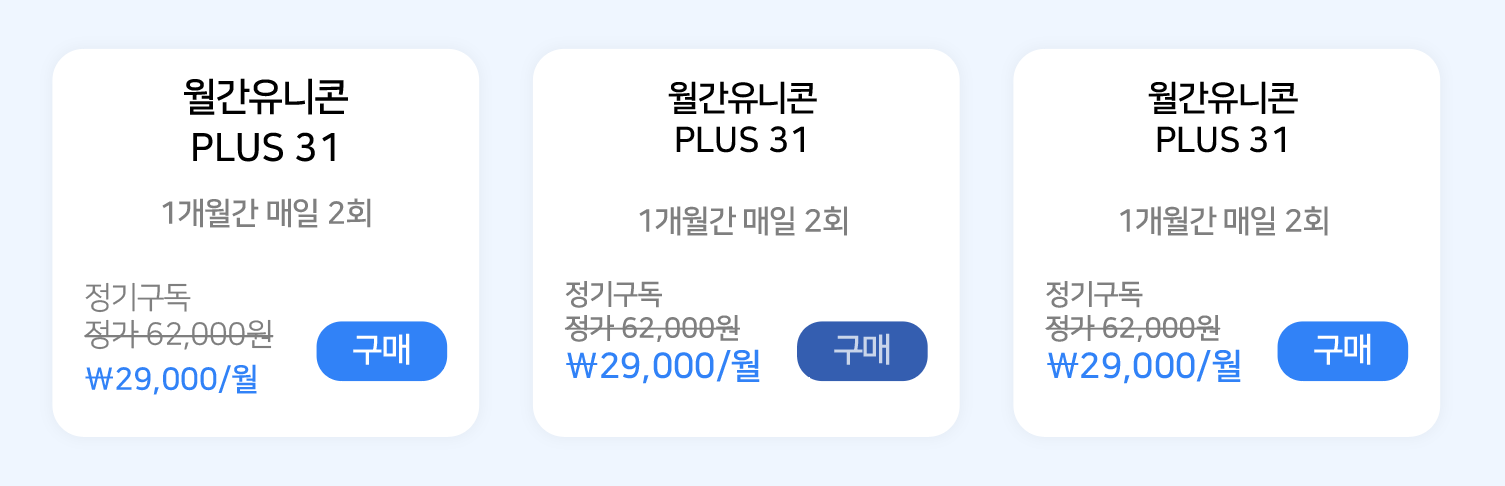 월간유니콘
PLUS 31
1개월간 매일 2회
정기구독
정가 62,000원
₩29,000/월
구매
월간유니콘
PLUS 31
1개월간 매일 2회
정기구독
정가 62,000원
₩29,000/월
구매
월간유니콘
PLUS 31
1개월간 매일 2회
정기구독
정가 62,000원
₩29,000/월
구매